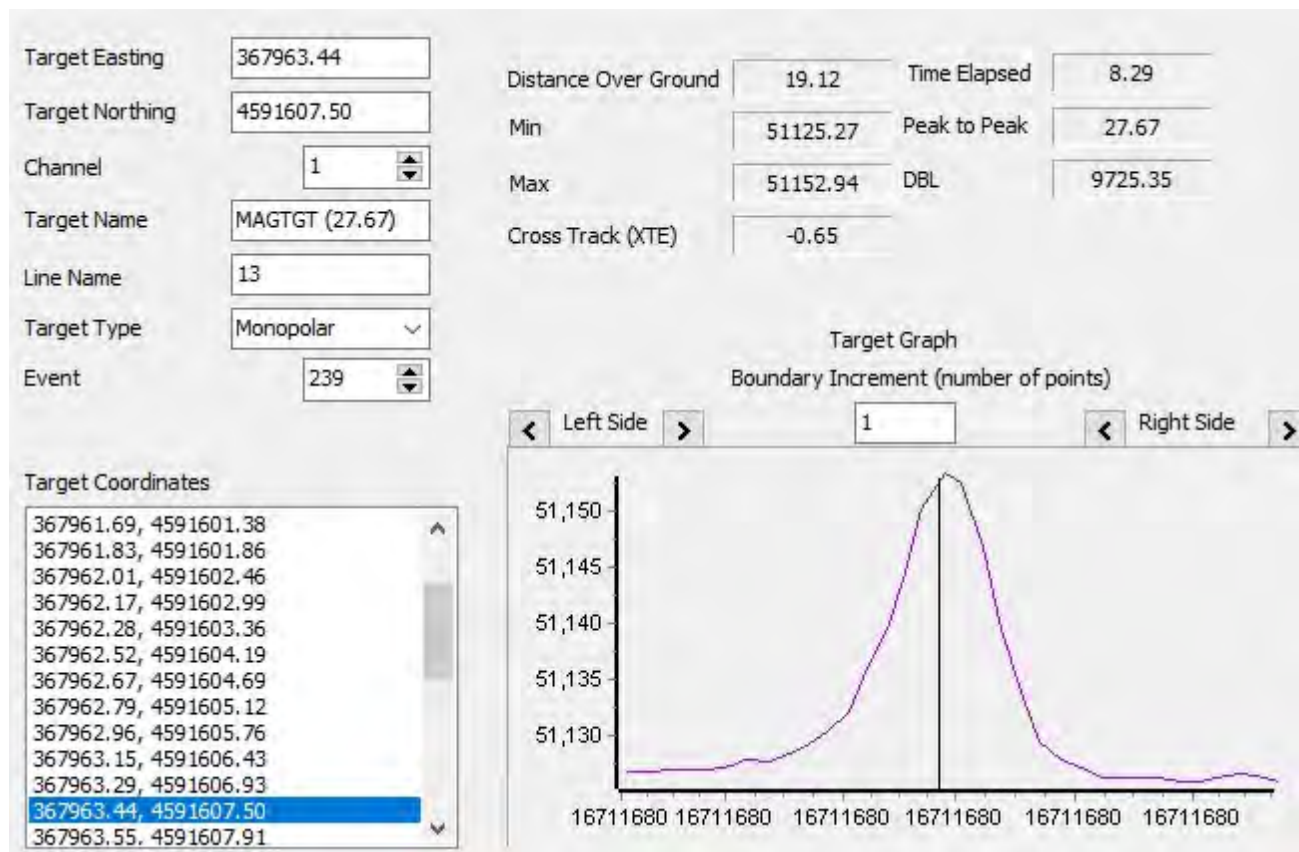 Target Easting 367963.44
Target Northing 4591607.50
Channel 1
Target Name MAGTGT (27.67)
Line Name 13
Target Type Monopolar
Event 239
Distance Over Ground 19.12 Time Elapsed 8.29
Min 51125.27 Peak to Peak 27.67
Max 51152.94 DBL 9725.35
Cross Track (XTE) -0.65
Target Coordinates
367961.69, 4591601.38
367961.83, 4591601.86
367962.01, 4591602.46
367962.17, 4591602.99
367962.28, 4591603.36
367962.52, 4591604.19
367962.67, 4591604.69
367962.79, 4591605.12
367962.96, 4591605.76
367963.15, 4591606.43
367963.29, 4591606.93
367963.44, 4591607.50
367963.55, 4591607.91
Target Graph
Boundary Increment (number of points)
< Left Side > 1 < Right Side >
51,150
51,145
51,140
51,135
51,130
16711680 16711680 16711680 16711680 16711680 16711680